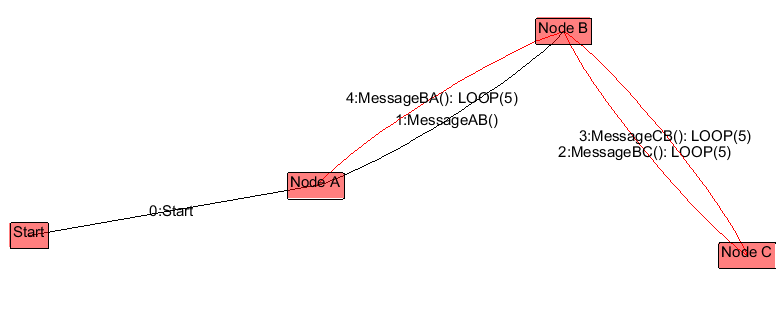 Node B
4:MessageBA(): LOOP(5)
1:MessageAB()
3:MessageCB(): LOOP(5)
2:MessageBC(): LOOP(5)
Node A
0:Start
Start
Node C